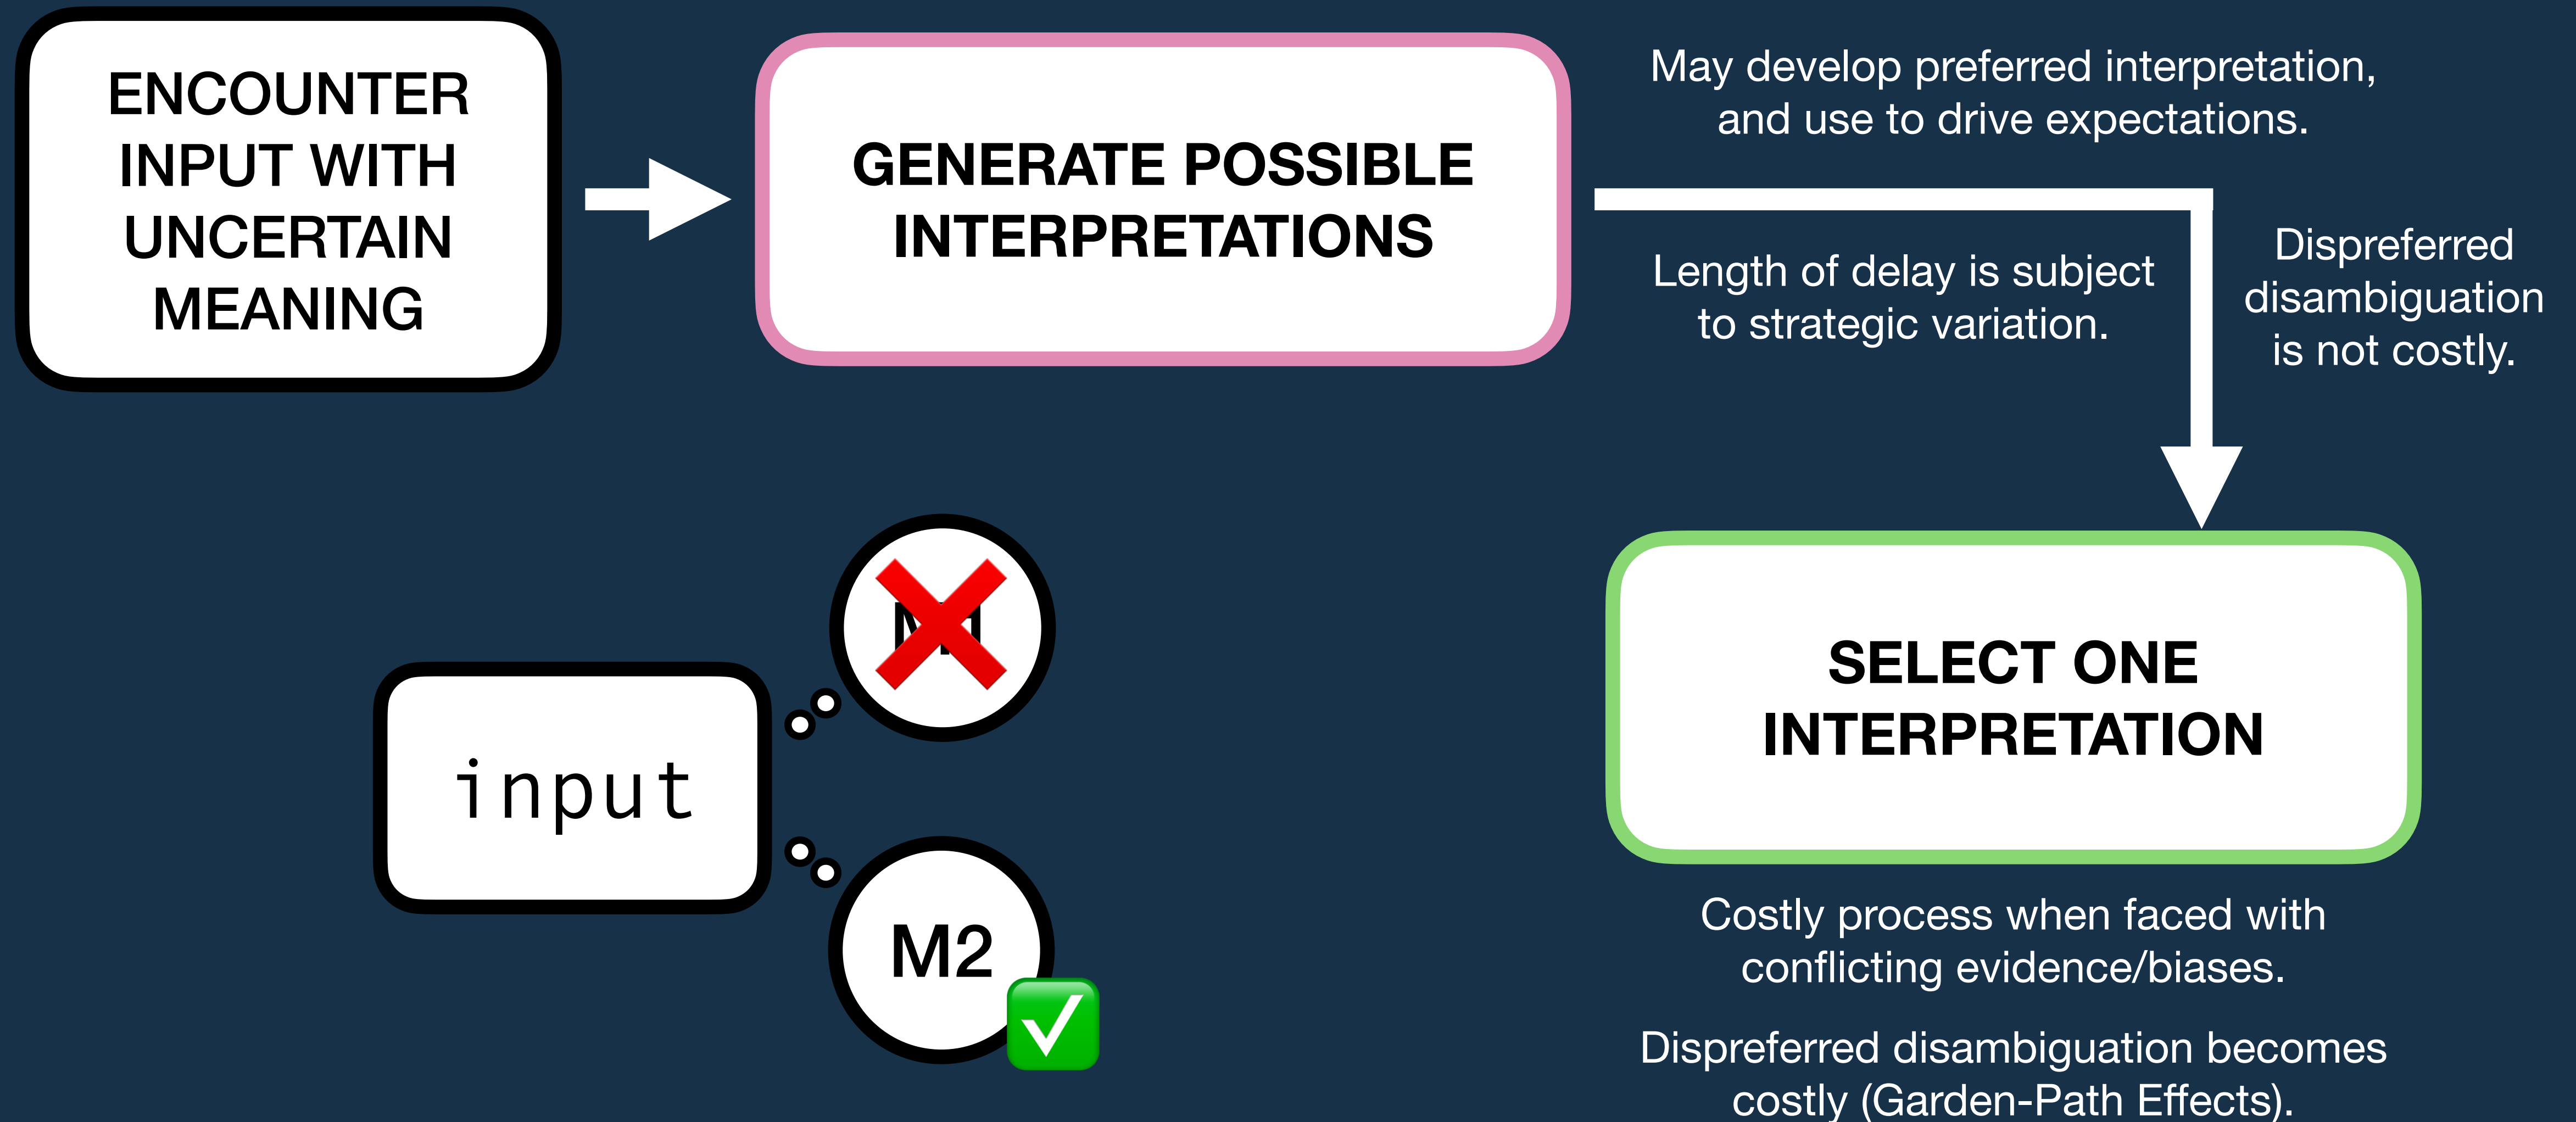 ENCOUNTER
INPUT WITH
UNCERTAIN
MEANING
GENERATE POSSIBLE
INTERPRETATIONS
May develop preferred interpretation,
and use to drive expectations.
Length of delay is subject
to strategic variation.
Dispreferred
disambiguation
is not costly.
input
M1
M2
SELECT ONE
INTERPRETATION
Costly process when faced with
conflicting evidence/biases.
Dispreferred disambiguation becomes
costly (Garden-Path Effects).